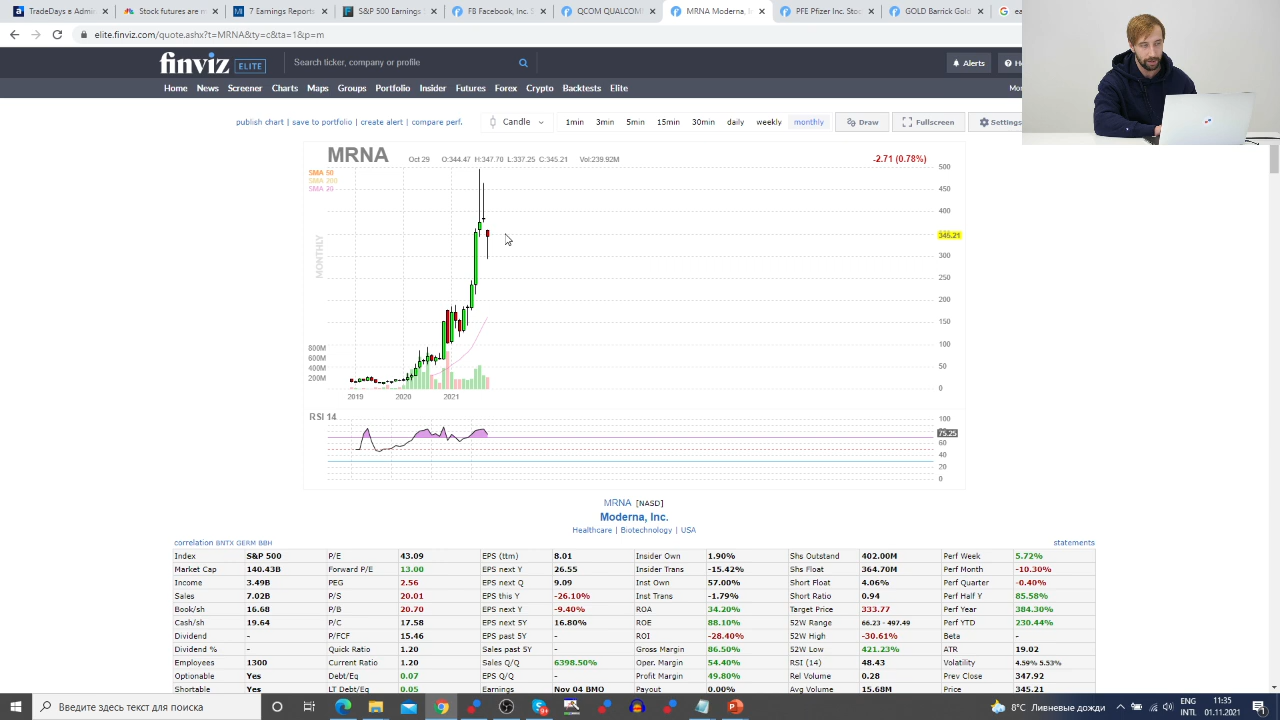 TradeDays a Admin
#1 Stock Screener
MI Earnings Reports
S&P 500 Earnings
FB Facebook, Inc. S
QCOM QUALCOM
MRNA Moderna, In
PFE Pfizer Inc. Stoc
GOLD Barrick Gold
elite.finviz.com/quote.ashx?t=MRNA&ty=c&ta=1&p=m
finviz ELITE Search ticker, company or profile Alerts
Home News Screener Charts Maps Groups Portfolio Insider Futures Forex Crypto Backtests Elite
publish chart | save to portfolio | create alert | compare perf. Candle 1min 3min 5min 15min 30min daily weekly monthly Draw Fullscreen Settings
MRNA Oct 29 O:344.47 H:347.70 L:337.25 C:345.21 Vol:239.92M -2.71 (0.78%)
SMA 50
SMA 200
SMA 20
MONTHLY
500
450
400
345.21
300
250
200
150
100
50
0
800M
600M
400M
200M
2019 2020 2021
RSI 14
100
75.25
60
40
20
0
MRNA [NASD]
Moderna, Inc.
Healthcare | Biotechnology | USA
correlation BNTX GERM BBH statements
Index S&P 500 P/E 43.09 EPS (ttm) 8.01 Insider Own 1.90% Shs Outstand 402.00M Perf Week 5.72%
Market Cap 140.43B Forward P/E 13.00 EPS next Y 26.55 Insider Trans -15.42% Shs Float 364.70M Perf Month -10.30%
Income 3.49B PEG 2.56 EPS next Q 9.09 Inst Own 57.00% Short Float 4.06% Perf Quarter -0.40%
Sales 7.02B P/S 20.01 EPS this Y -26.10% Inst Trans -1.79% Short Ratio 0.94 Perf Half Y 85.58%
Book/sh 16.68 P/B 20.70 EPS next Y -9.40% ROA 34.20% Target Price 333.77 Perf Year 384.30%
Cash/sh 19.64 P/C 17.58 EPS next 5Y 16.80% ROE 88.10% 52W Range 66.23 - 497.49 Perf YTD 230.44%
Dividend - P/FCF 15.46 EPS past 5Y - ROI -28.40% 52W High -30.61% Beta -
Dividend % - Quick Ratio 1.20 Sales past 5Y - Gross Margin 86.50% 52W Low 421.23% ATR 19.02
Employees 1300 Current Ratio 1.20 Sales Q/Q 6398.50% Oper. Margin 54.40% RSI (14) 48.43 Volatility 4.59% 5.53%
Optionable Yes Debt/Eq 0.07 EPS Q/Q - Profit Margin 49.80% Rel Volume 0.28 Prev Close 347.92
Shortable Yes LT Debt/Eq 0.05 Earnings Nov 04 BMO Payout 0.00% Avg Volume 15.68M Price 345.21
Введите здесь текст для поиска
9+
Дождевые дни
ENG
INTL
11:35
01.11.2021